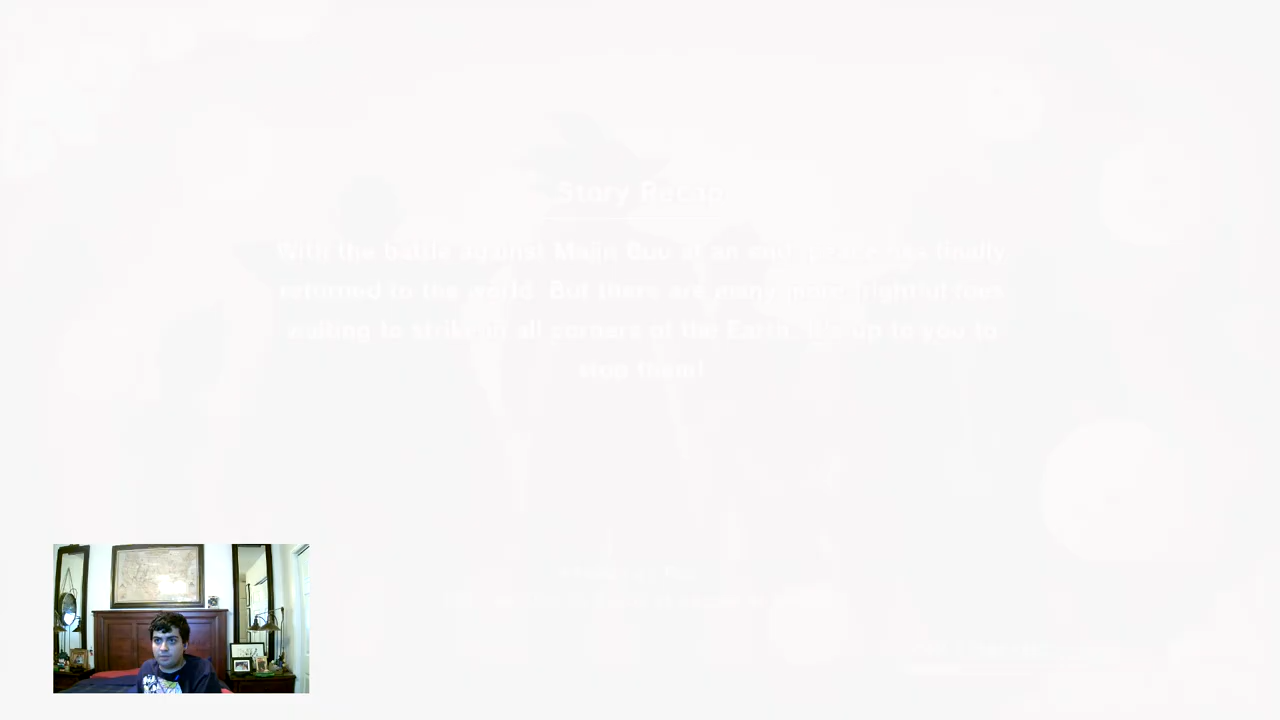 Story Recap
With the battle against Majin Buu at an end, peace has finally
returned to the world. But there are many more frightful foes
waiting to strike in all corners of the Earth. It's up to you to
stop them!